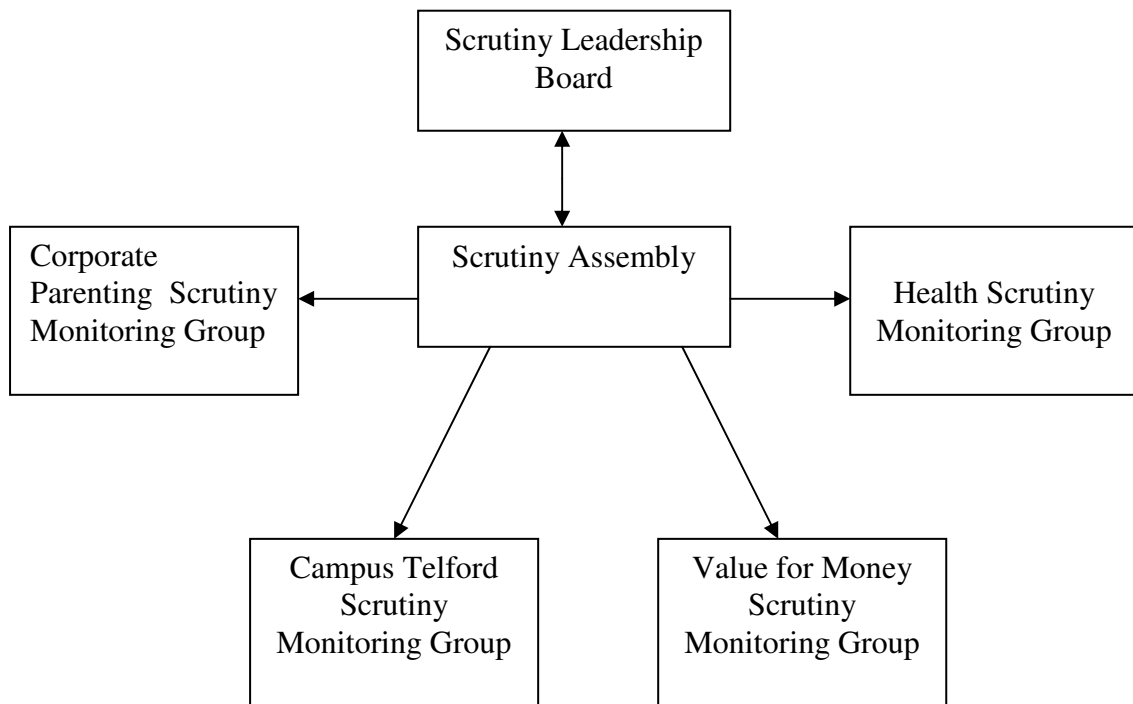 Scrutiny Leadership
Board
Corporate
Parenting Scrutiny
Monitoring Group
Scrutiny Assembly
Health Scrutiny
Monitoring Group
Campus Telford
Scrutiny
Monitoring Group
Value for Money
Scrutiny
Monitoring Group